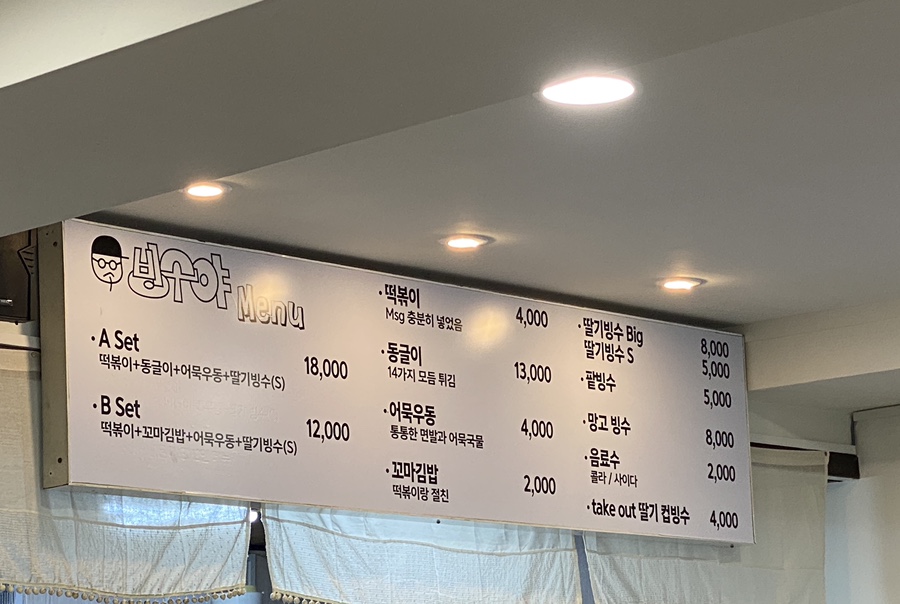 빙수야 Menu
· A Set
떡볶이+동글이+어묵우동+딸기빙수(S) 18,000
· B Set
떡볶이+꼬마김밥+어묵우동+딸기빙수(S) 12,000
· 떡볶이 4,000
Msg 충분히 넣었음
· 동글이 13,000
14가지 모듬 튀김
· 어묵우동 4,000
통통한 면발과 어묵국물
· 꼬마김밥 2,000
떡볶이랑 절친
· 딸기빙수 Big 8,000
딸기빙수 S 5,000
· 팥빙수 5,000
· 망고 빙수 8,000
· 음료수 2,000
콜라 / 사이다
· take out 딸기 컵빙수 4,000